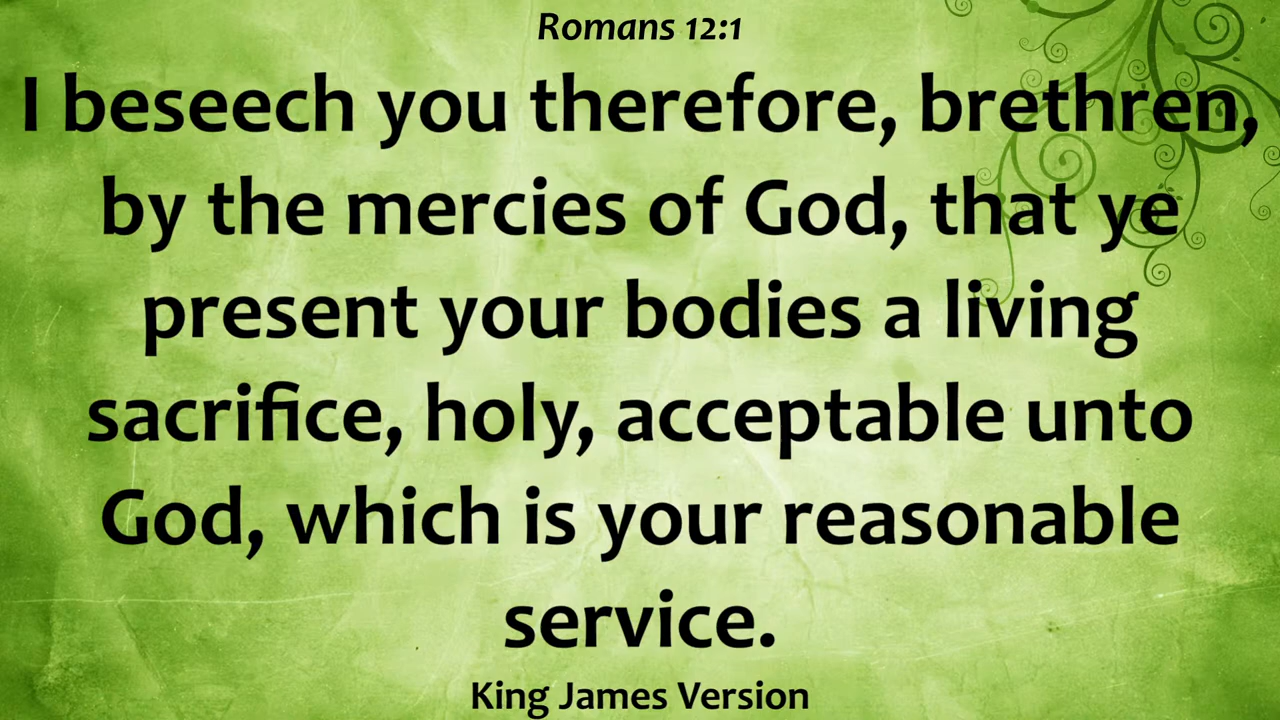 Romans 12:1
I beseech you therefore, brethren,
by the mercies of God, that ye
present your bodies a living
sacrifice, holy, acceptable unto
God, which is your reasonable
service.
King James Version